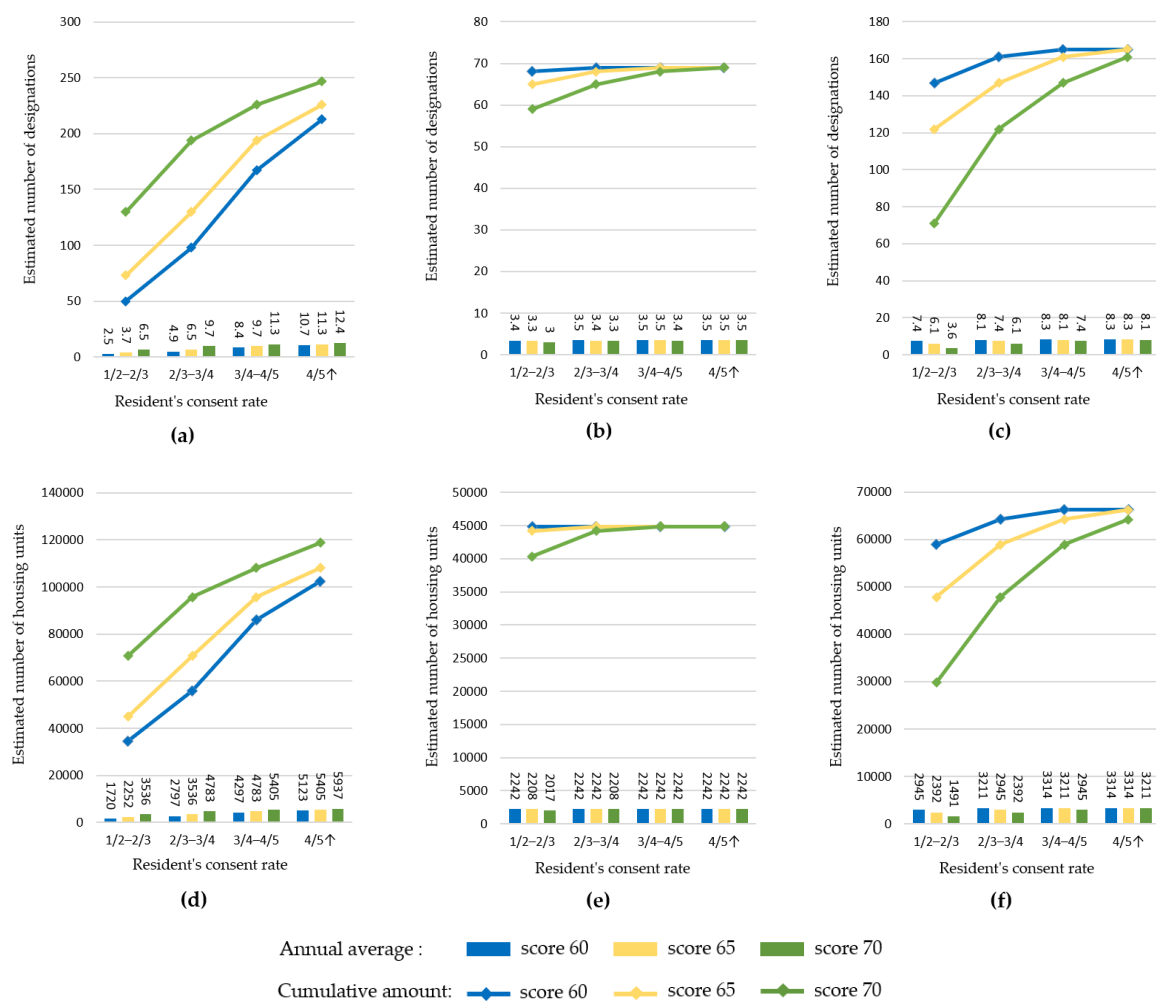 300
250
200
150
100
50
0
Estimated number of designations
2.5 3.7 6.5 4.9 6.5 9.7 8.4 9.7 11.3 10.7 11.3 12.4
1/2–2/3 2/3–3/4 3/4–4/5 4/5↑
Resident's consent rate
(a)
80
70
60
50
40
30
20
10
0
Estimated number of designations
3.4 3.3 3 3.5 3.4 3.3 3.5 3.5 3.4 3.5 3.5 3.5
1/2–2/3 2/3–3/4 3/4–4/5 4/5↑
Resident's consent rate
(b)
180
160
140
120
100
80
60
40
20
0
Estimated number of designations
7.4 6.1 3.6 8.1 7.4 6.1 8.3 8.1 7.4 8.3 8.3 8.1
1/2–2/3 2/3–3/4 3/4–4/5 4/5↑
Resident's consent rate
(c)
140000
120000
100000
80000
60000
40000
20000
0
Estimated number of housing units
1720 2252 3536 2797 3536 4783 4297 4783 5405 5123 5405 5937
1/2–2/3 2/3–3/4 3/4–4/5 4/5↑
Resident's consent rate
(d)
50000
45000
40000
35000
30000
25000
20000
15000
10000
5000
0
Estimated number of housing units
2242 2208 2017 2242 2242 2208 2242 2242 2242 2242 2242 2242
1/2–2/3 2/3–3/4 3/4–4/5 4/5↑
Resident's consent rate
(e)
70000
60000
50000
40000
30000
20000
10000
0
Estimated number of housing units
2945 2392 1491 3211 2945 2392 3314 3211 2945 3314 3314 3211
1/2–2/3 2/3–3/4 3/4–4/5 4/5↑
Resident's consent rate
(f)
Annual average : score 60 score 65 score 70
Cumulative amount: score 60 score 65 score 70